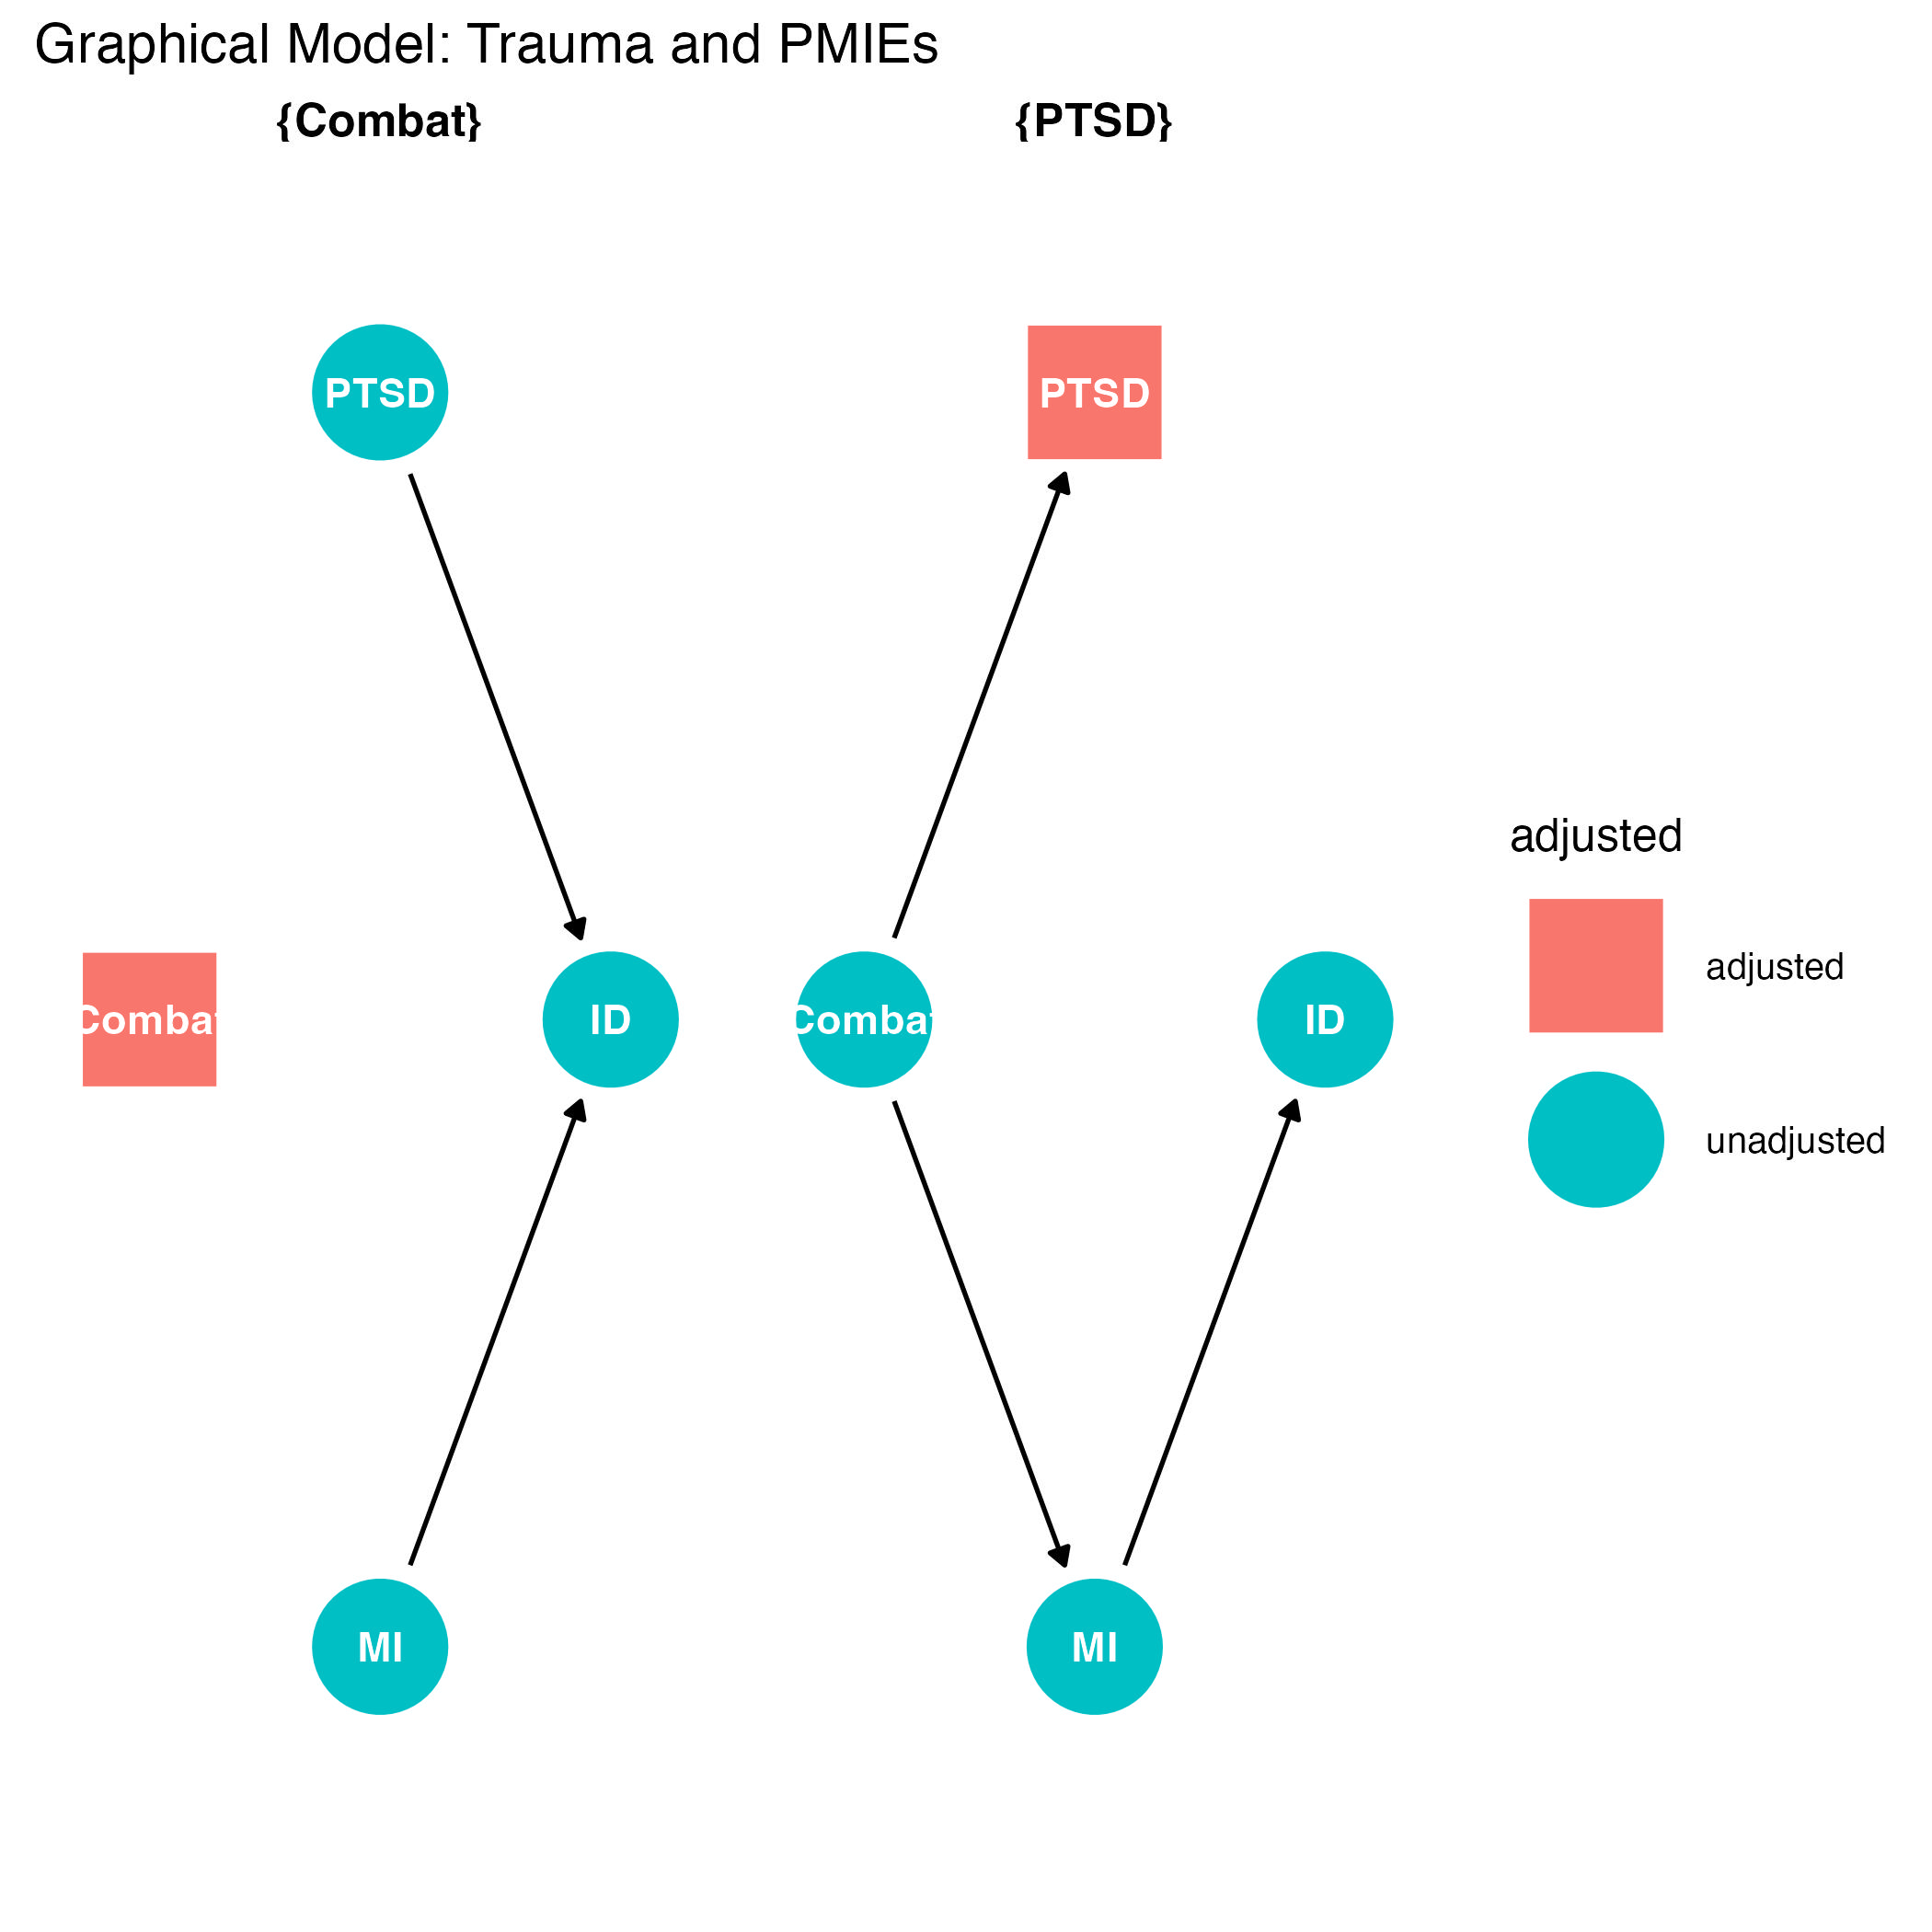 Graphical Model: Trauma and PMIEs
{Combat} {PTSD}
PTSD PTSD
adjusted
adjusted
Combat ID Combat ID
unadjusted
MI MI